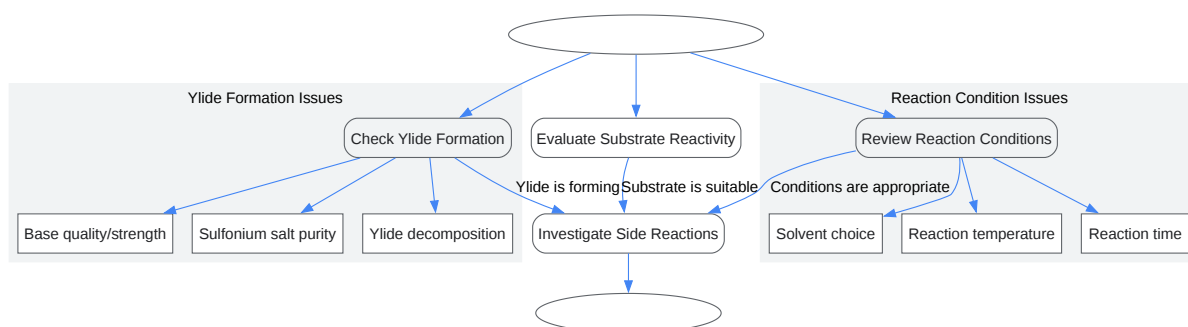 Ylide Formation Issues
Reaction Condition Issues
Check Ylide Formation
Evaluate Substrate Reactivity
Review Reaction Conditions
Ylide is forming
Substrate is suitable
Conditions are appropriate
Base quality/strength
Sulfonium salt purity
Ylide decomposition
Investigate Side Reactions
Solvent choice
Reaction temperature
Reaction time